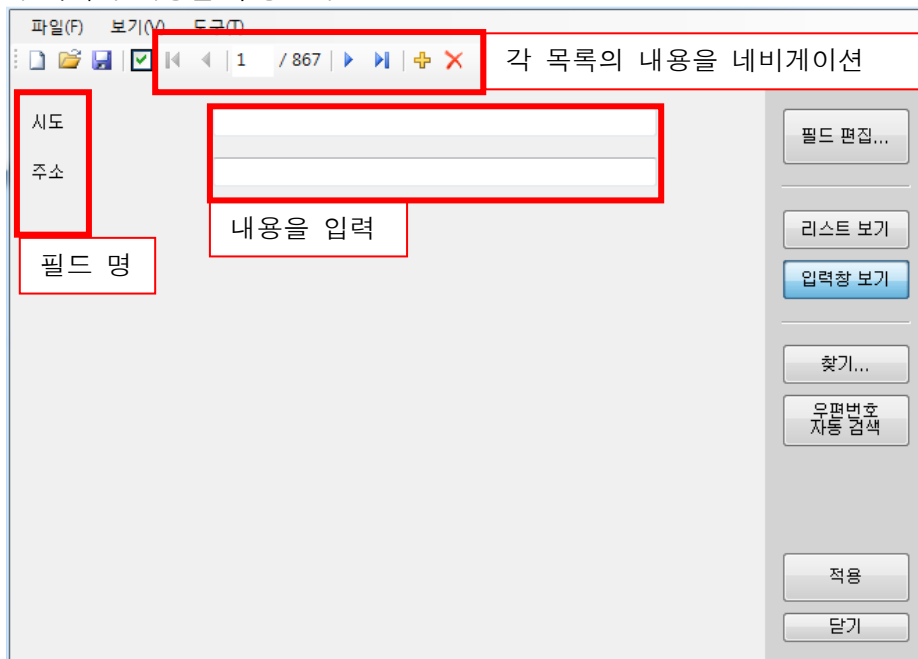 파일(F) 보기(V) 도구(T)
1 / 867
각 목록의 내용을 네비게이션
시도
주소
내용을 입력
필드 명
필드 편집...
리스트 보기
입력창 보기
찾기...
우편번호
자동 검색
적용
닫기